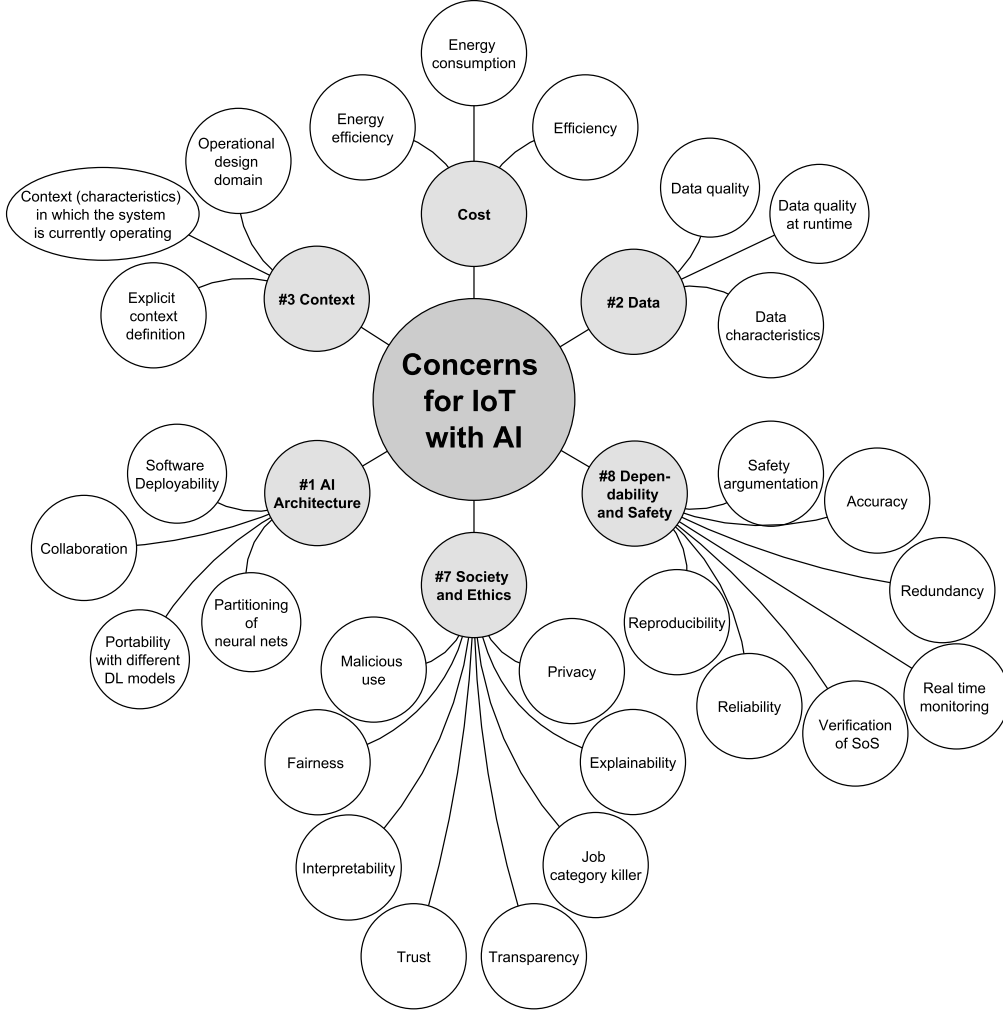 Energy
consumption
Energy
efficiency
Efficiency
Cost
Operational
design
domain
Context (characteristics)
in which the system
is currently operating
Explicit
context
definition
#3 Context
Data quality
Data quality
at runtime
Data
characteristics
#2 Data
Concerns
for IoT
with AI
Software
Deployability
Collaboration
Portability
with different
DL models
Partitioning
of
neural nets
#1 AI
Architecture
#8 Depen-
dability
and Safety
Safety
argumentation
Accuracy
Redundancy
Real time
monitoring
Verification
of SoS
Reliability
Reproducibility
#7 Society
and Ethics
Malicious
use
Fairness
Interpretability
Trust
Transparency
Job
category killer
Explainability
Privacy